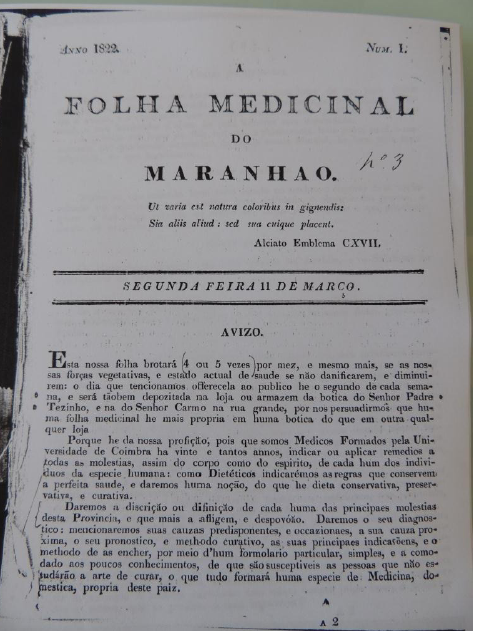 ANNO 1822. NUM. I.
A
FOLHA MEDICINAL
DO
MARANHAO.
nº 3
Ut varia est natura coloribus in gignendis:
Sia aliis aliud : sed sua cuique placent.
Alciato Emblema CXVII.
SEGUNDA FEIRA 11 DE MARÇO.
AVIZO.
Esta nossa folha brotará (4 ou 5 vezes) por mez, e mesmo mais, se as nos-
sas forças vegetativas, e estado actual de saude se não danificarem, e diminui-
rem: o dia que tencionamos offerecela ao publico he o segundo de cada sema-
na, e será tãobem depozitada na loja ou armazem da botica do Senhor Padre
Tezinho, e na do Senhor Carmo na rua grande, por nos persuadirmos que hu-
ma folha medicinal he mais propria em huma botica do que em outra qual-
quer loja
Porque he da nossa profição, pois que somos Medicos Formados pela Uni-
versidade de Coimbra ha vinte e tantos annos, indicar ou aplicar remedios a
todas as molestias, assim do corpo como do espirito, de cada hum dos indivi-
duos da especie humana: como Dietéticos indicarémos as regras que conservem
a perfeita saude, e daremos huma noção, do que he dieta conservativa, preser-
vativa, e curativa.
Daremos a discrição ou difinição de cada huma das principaes molestias
desta Provincia, e que mais a afligem, e despovôão. Daremos o seu diagnos-
tico: mencionaremos suas cauzas predisponentes, e occazionaes, a sua cauza pro-
xima, o seu pronostico, e methodo curativo, as suas principaes indicasôens, e o
methodo de as encher, por meio d'hum formolario particular, simples, e a como-
dado aos poucos conhecimentos, de que são susceptiveis as pessoas que não es-
tudárão a arte de curar, o que tudo formará huma especie de Medicina, do-
mestica, propria deste paiz.
A
A 2